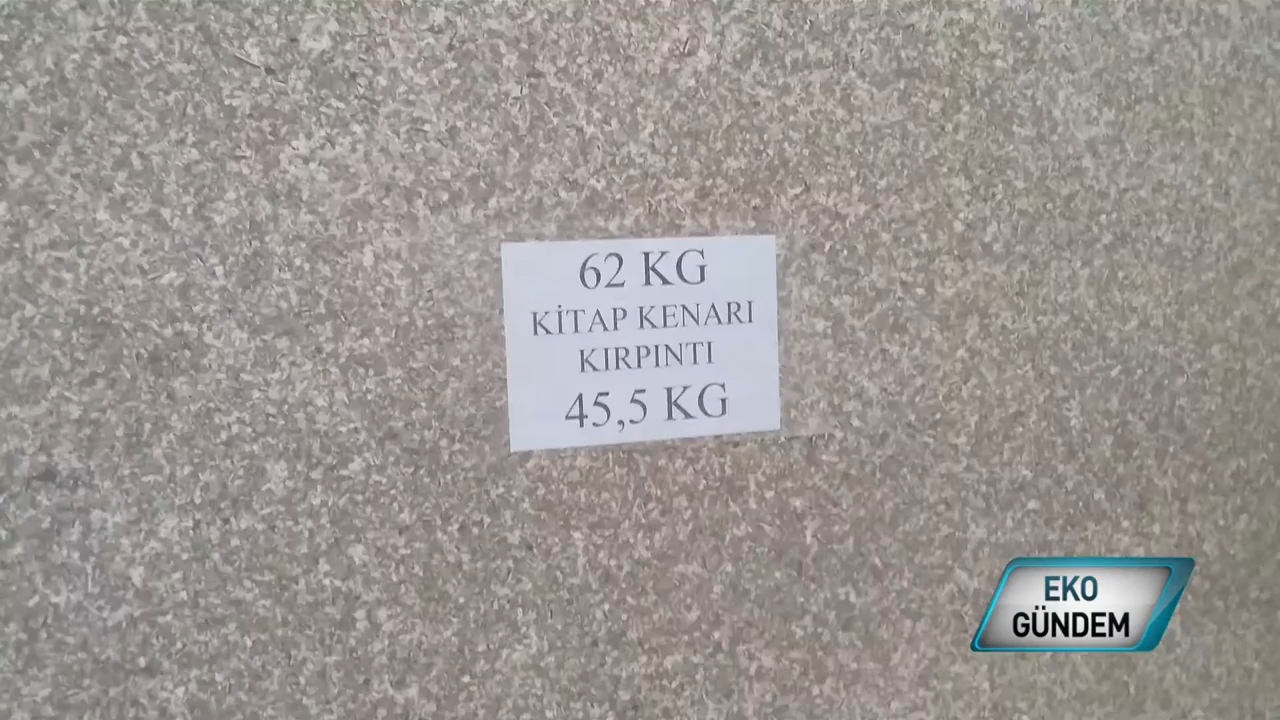 62 KG
KİTAP KENARI
KIRPINTI
45,5 KG
EKO
GÜNDEM